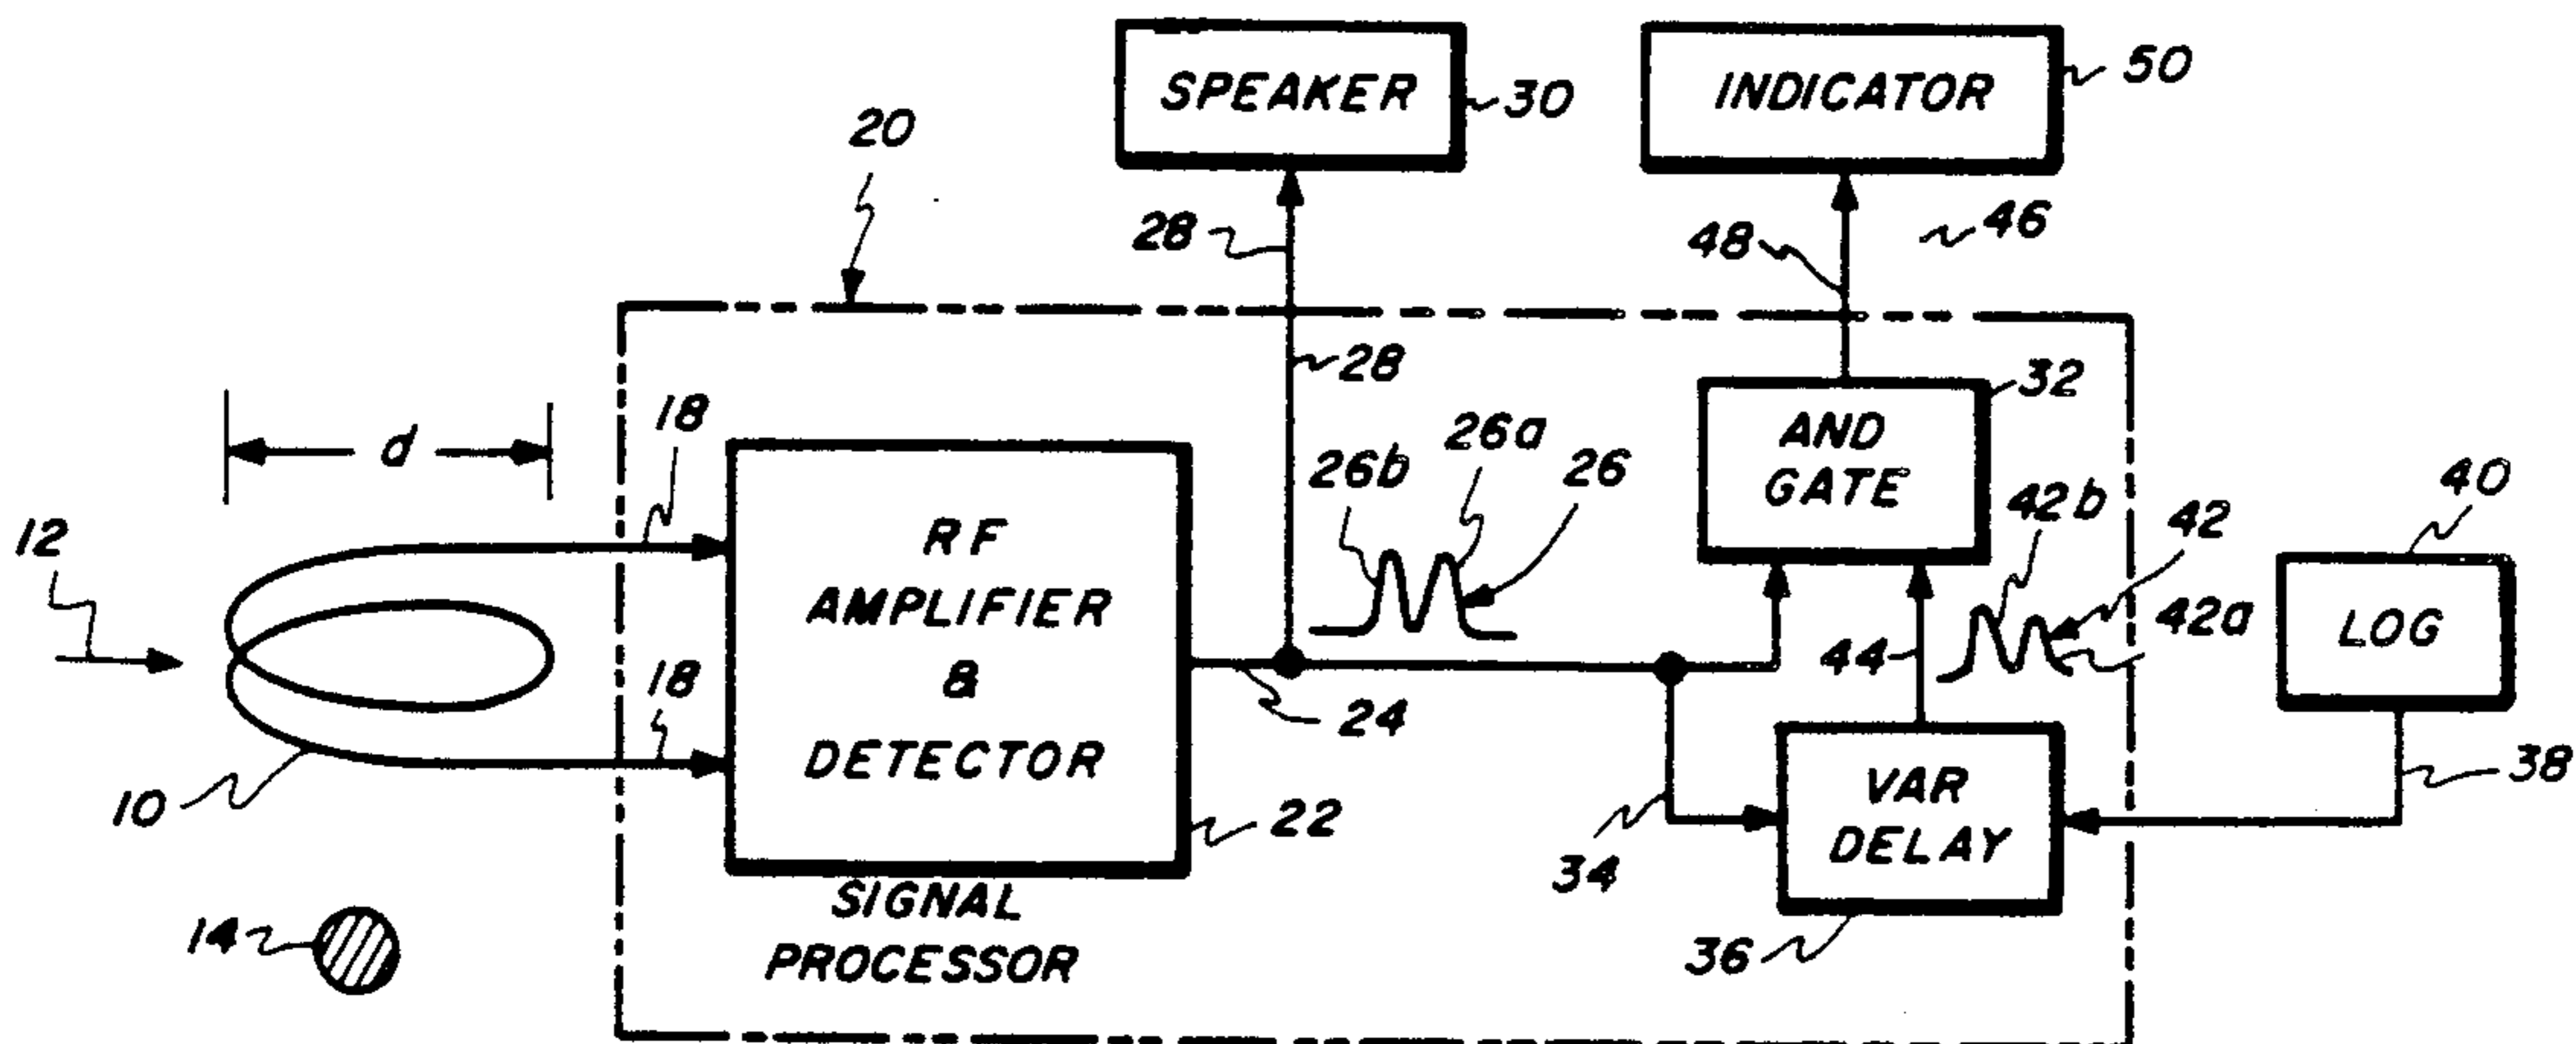 SPEAKER
30
INDICATOR
50
20
28
48
46
28
32
d
18
26b
26a
26
AND
GATE
42b
42
40
12
RF
AMPLIFIER
&
DETECTOR
42a
LOG
18
44
24
10
22
34
VAR
DELAY
38
14
SIGNAL
PROCESSOR
36